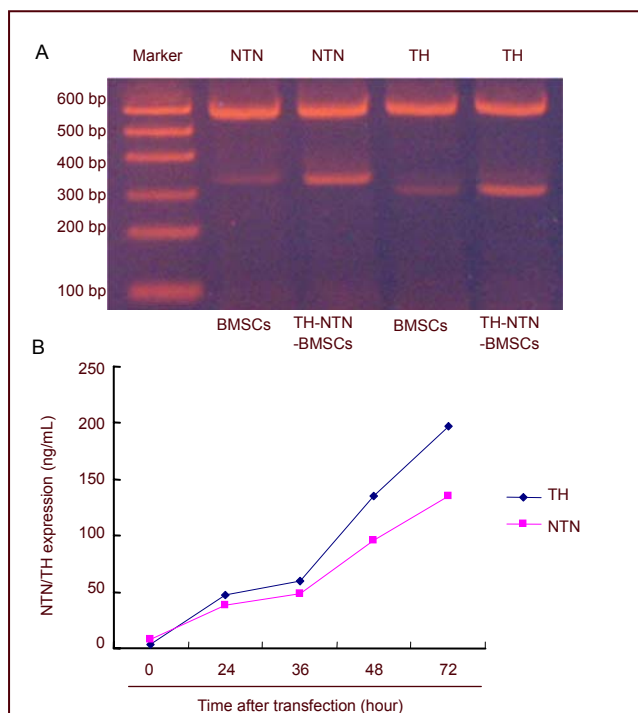 A
Marker NTN NTN TH TH
600 bp
500 bp
400 bp
300 bp
200 bp
100 bp
BMSCs TH-NTN BMSCs TH-NTN
-BMSCs -BMSCs
B
250
200
150
100
50
0
NTN/TH expression (ng/mL)
TH
NTN
0 24 36 48 72
Time after transfection (hour)